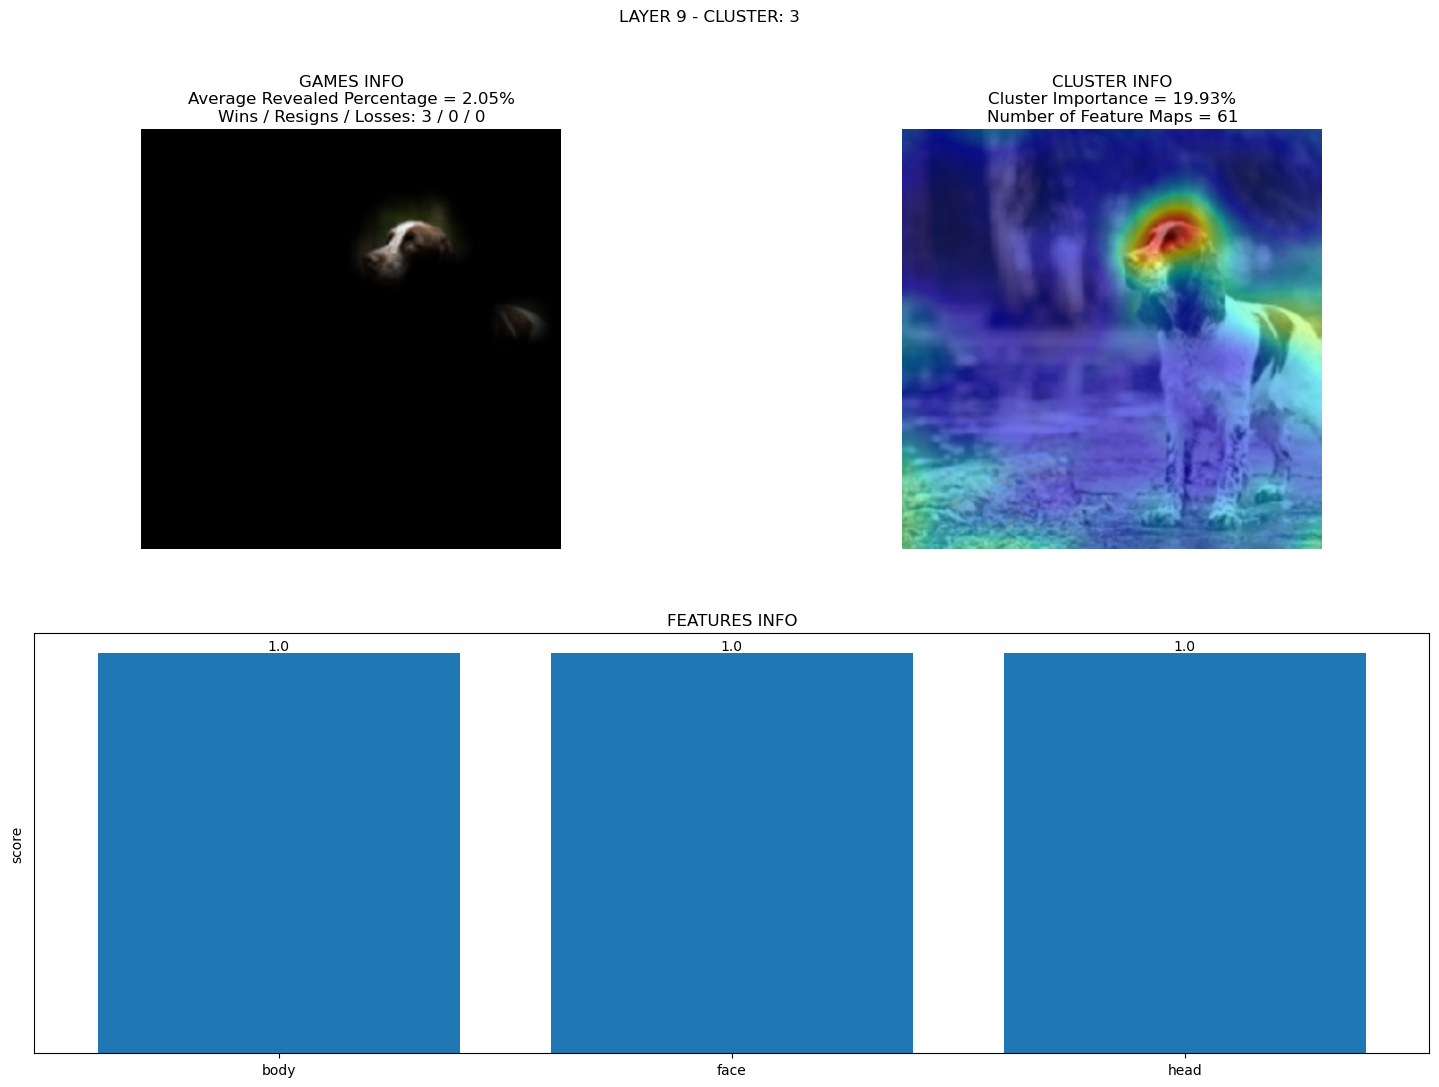 LAYER 9 - CLUSTER: 3
GAMES INFO
Average Revealed Percentage = 2.05%
Wins / Resigns / Losses: 3 / 0 / 0
CLUSTER INFO
Cluster Importance = 19.93%
Number of Feature Maps = 61
FEATURES INFO
1.0
1.0
1.0
score
body
face
head